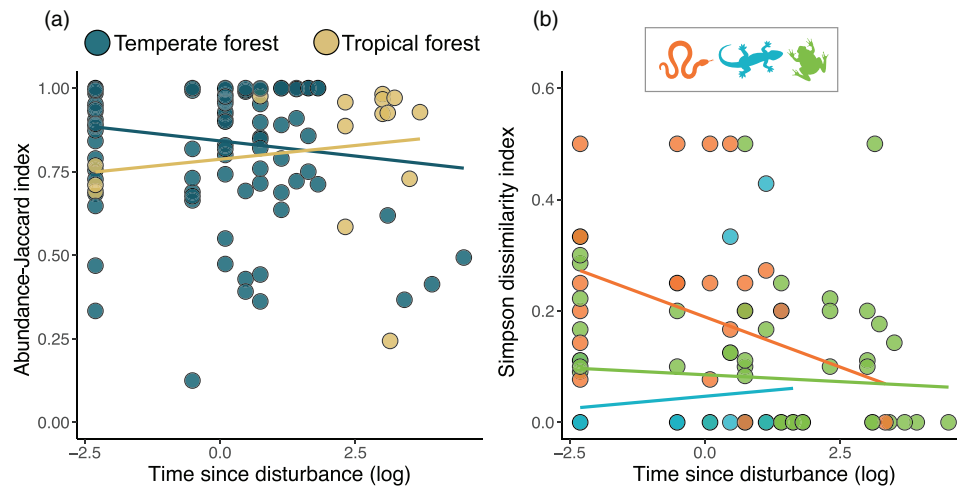 (a)
Temperate forest
Tropical forest
1.00
0.75
0.50
0.25
0.00
Abundance-Jaccard index
−2.5
0.0
2.5
Time since disturbance (log)
(b)
0.6
0.4
0.2
0.0
Simpson dissimilarity index
−2.5
0.0
2.5
Time since disturbance (log)